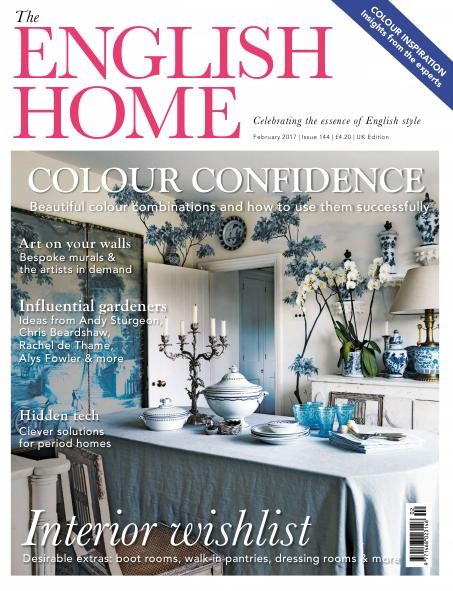 The
ENGLISH
HOME
COLOUR INSPIRATION
Insights from the experts
Celebrating the essence of English style
February 2017 | Issue 144 | £4.20 | UK Edition
COLOUR CONFIDENCE
Beautiful colour combinations and how to use them successfully
Art on your walls
Bespoke murals &
the artists in demand
Influential gardeners
Ideas from Andy Sturgeon,
Chris Beardshaw,
Rachel de Thame,
Alys Fowler & more
Hidden tech
Clever solutions
for period homes
Interior wishlist
Desirable extras: boot rooms, walk-in pantries, dressing rooms & more